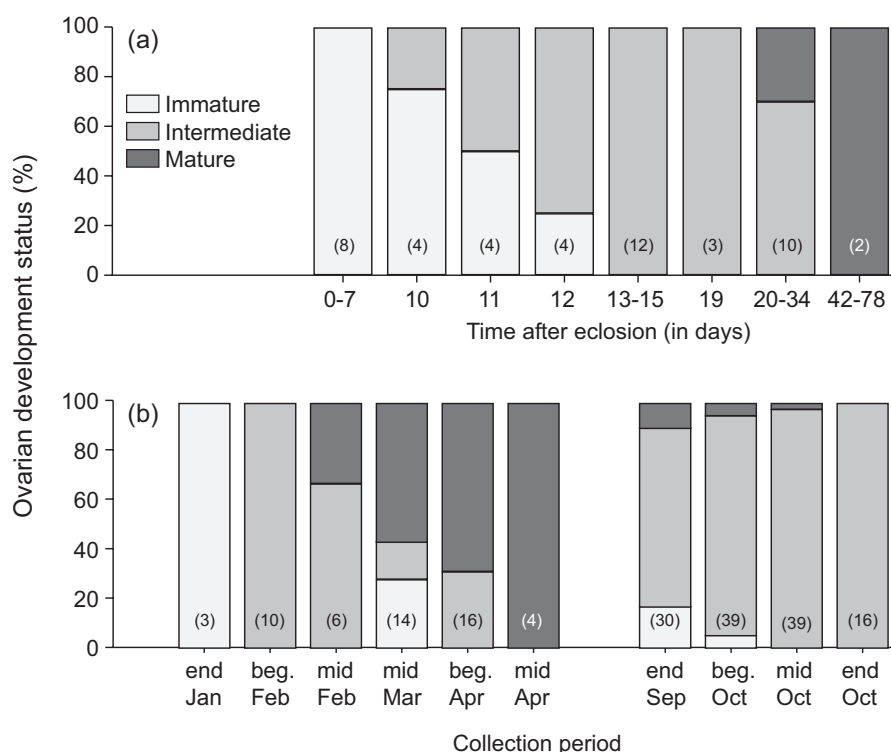 Ovarian development status (%)
(a)
100
80
60
40
20
0
Immature
Intermediate
Mature
(8) (4) (4) (4) (12) (3) (10) (2)
0-7 10 11 12 13-15 19 20-34 42-78
Time after eclosion (in days)
(b)
100
80
60
40
20
0
(3) (10) (6) (14) (16) (4) (30) (39) (39) (16)
end beg. mid mid beg. mid end beg. mid end
Jan Feb Feb Mar Apr Apr Sep Oct Oct Oct
Collection period